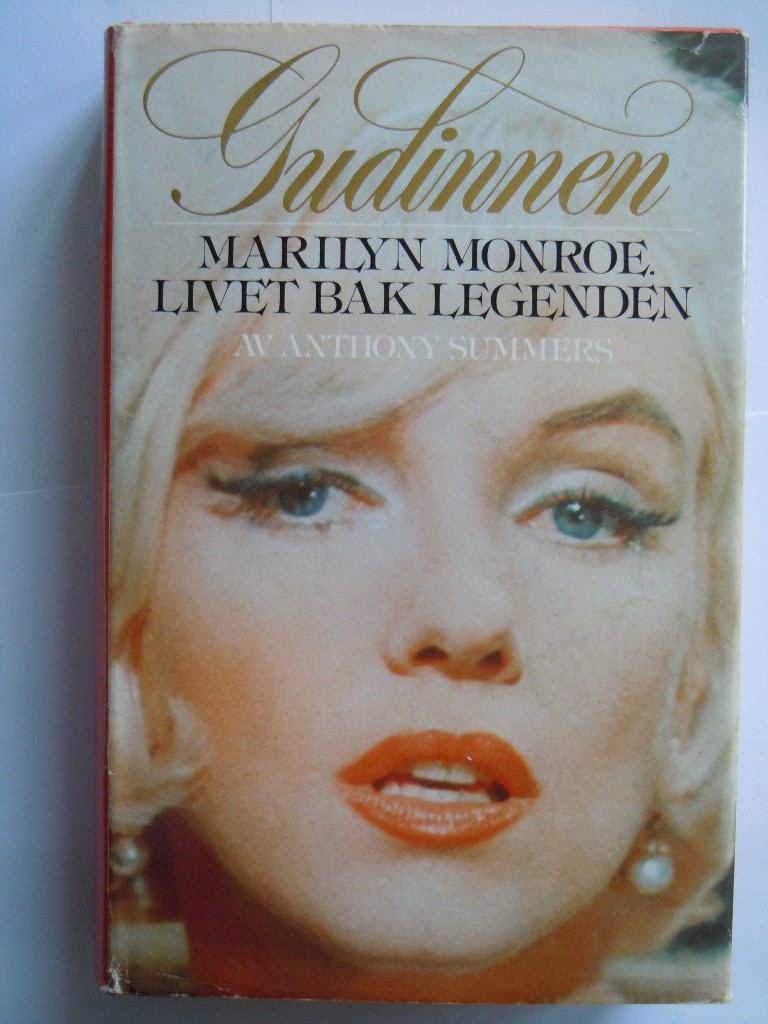 Gudinnen
MARILYN MONROE.
LIVET BAK LEGENDEN
AV ANTHONY SUMMERS